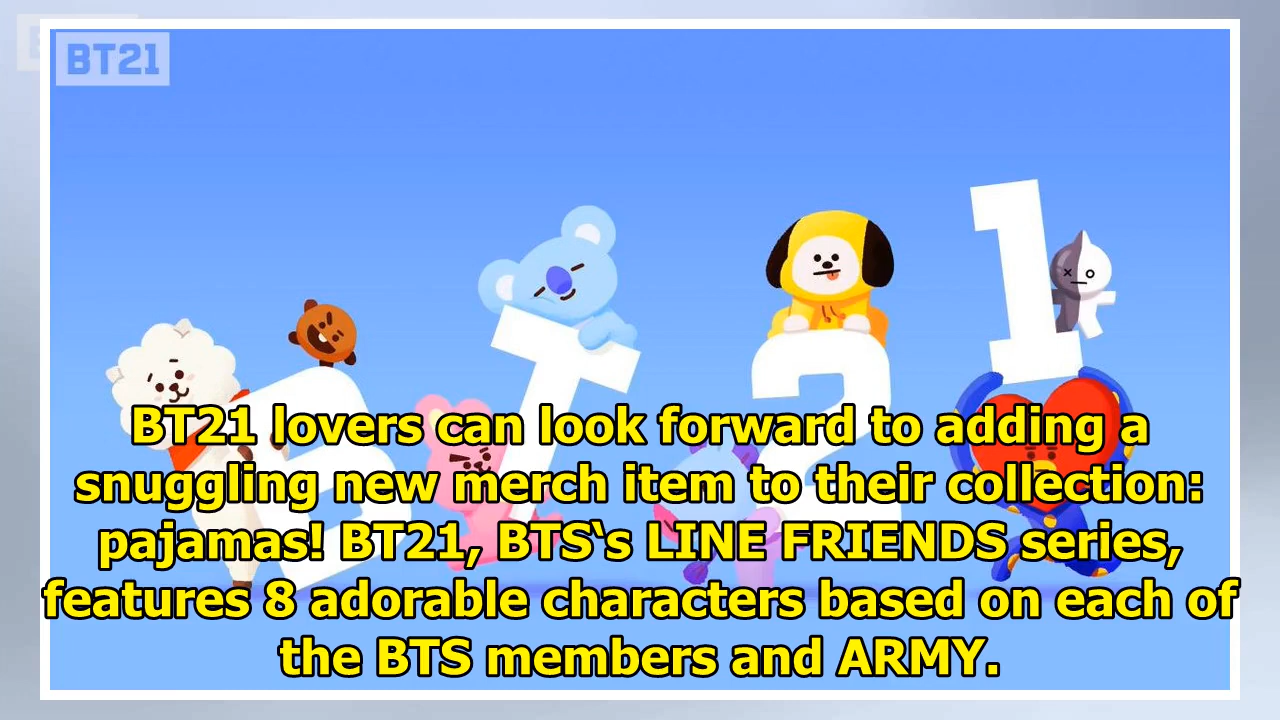 BT21
BT21
BT21 lovers can look forward to adding a
snuggling new merch item to their collection:
pajamas! BT21, BTS‘s LINE FRIENDS series,
features 8 adorable characters based on each of
the BTS members and ARMY.